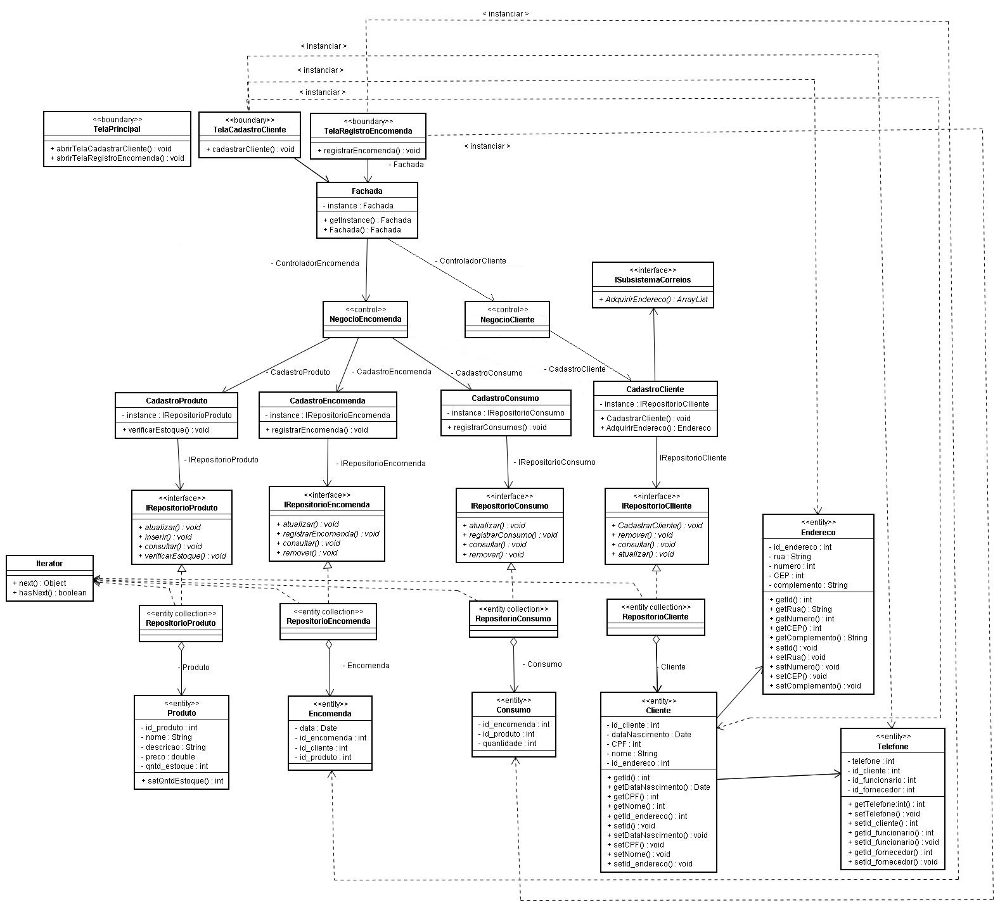 < instanciar >
< instanciar >
< instanciar >
< instanciar >
<<boundary>>
TelaPrincipal
+ abrirTelaCadastrarCliente() : void
+ abrirTelaRegistroEncomenda() : void
<<boundary>>
TelaCadastroCliente
+ cadastrarCliente() : void
<<boundary>>
TelaRegistroEncomenda
+ registrarEncomenda() : void
< instanciar >
- Fachada
Fachada
- instance : Fachada
+ getInstance() : Fachada
+ Fachada() : Fachada
- ControladorEncomenda
- ControladorCliente
<<interface>>
ISubsistemaCorreios
+ AdquirirEndereco() : ArrayList
<<control>>
NegocioEncomenda
<<control>>
NegocioCliente
- CadastroProduto
- CadastroEncomenda
- CadastroConsumo
- CadastroCliente
CadastroProduto
- instance : IRepositorioProduto
+ verificarEstoque() : void
CadastroEncomenda
- instance : IRepositorioEncomenda
+ registrarEncomenda() : void
CadastroConsumo
- instance : IRepositorioConsumo
+ registrarConsumos() : void
CadastroCliente
- instance : IRepositorioClliente
+ CadastrarCliente() : void
+ AdquirirEndereco() : Endereco
- IRepositorioProduto
- IRepositorioEncomenda
- IRepositorioConsumo
IRepositorioCliente
<<interface>>
IRepositorioProduto
+ atualizar() : void
+ inserir() : void
+ consultar() : void
+ verificarEstoque() : void
<<interface>>
IRepositorioEncomenda
+ atualizar() : void
+ registrarEncomenda() : void
+ consultar() : void
+ remover() : void
<<interface>>
IRepositorioConsumo
+ atualizar() : void
+ registrarConsumo() : void
+ consultar() : void
+ remover() : void
<<interface>>
IRepositorioClliente
+ CadastrarCliente() : void
+ remover() : void
+ consultar() : void
+ atualizar() : void
<<entity>>
Endereco
- id_endereco : int
- rua : String
- numero : int
- CEP : int
- complemento : String
+ getId() : int
+ getRua() : String
+ getNumero() : int
+ getCEP() : int
+ getComplemento() : String
+ setId() : void
+ setRua() : void
+ setNumero() : void
+ setCEP() : void
+ setComplemento() : void
Iterator
+ next() : Object
+ hasNext() : boolean
<<entity collection>>
RepositorioProduto
<<entity collection>>
RepositorioEncomenda
<<entity collection>>
RepositorioConsumo
<<entity collection>>
RepositorioCliente
- Produto
- Encomenda
- Consumo
- Cliente
<<entity>>
Produto
- id_produto : int
- nome : String
- descricao : String
- preco : double
- qntd_estoque : int
+ setQntdEstoque() : int
<<entity>>
Encomenda
- data : Date
- id_encomenda : int
- id_cliente : int
- id_produto : int
<<entity>>
Consumo
- id_encomenda : int
- id_produto : int
- quantidade : int
<<entity>>
Cliente
- id_cliente : int
- dataNascimento : Date
- CPF : int
- nome : String
- id_endereco : int
+ getId() : int
+ getDataNascimento() : Date
+ getCPF() : int
+ getNome() : int
+ getId_endereco() : int
+ setId() : void
+ setDataNascimento() : void
+ setCPF() : void
+ setNome() : void
+ setId_endereco() : void
<<entity>>
Telefone
- telefone : int
- id_cliente : int
- id_funcionario : int
- id_fornecedor : int
+ getTelefone:int() : int
+ setTelefone() : void
+ setId_cliente() : int
+ getId_funcionario() : int
+ setId_funcionario() : void
+ getId_fornecedor() : int
+ setId_fornecedor() : void